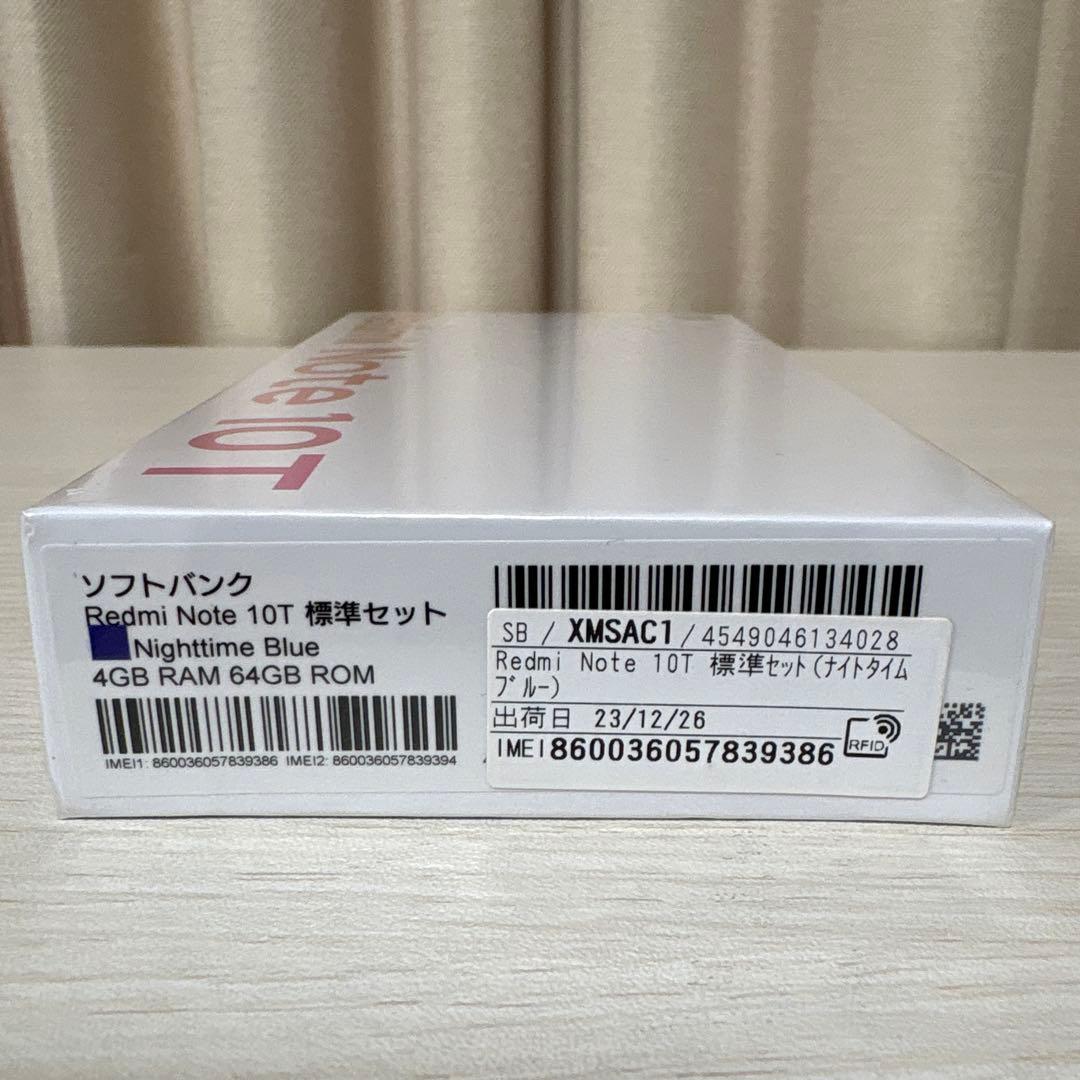 Note 10T
ソフトバンク
Redmi Note 10T 標準セット
Nighttime Blue
4GB RAM 64GB ROM
IMEI1: 860036057839386 IMEI2: 860036057839394
SB / XMSAC1 / 4549046134028
Redmi Note 10T 標準ｾｯﾄ(ﾅｲﾄﾀｲﾑ
ﾌﾞﾙｰ)
出荷日 23/12/26
IMEI 860036057839386
RFID